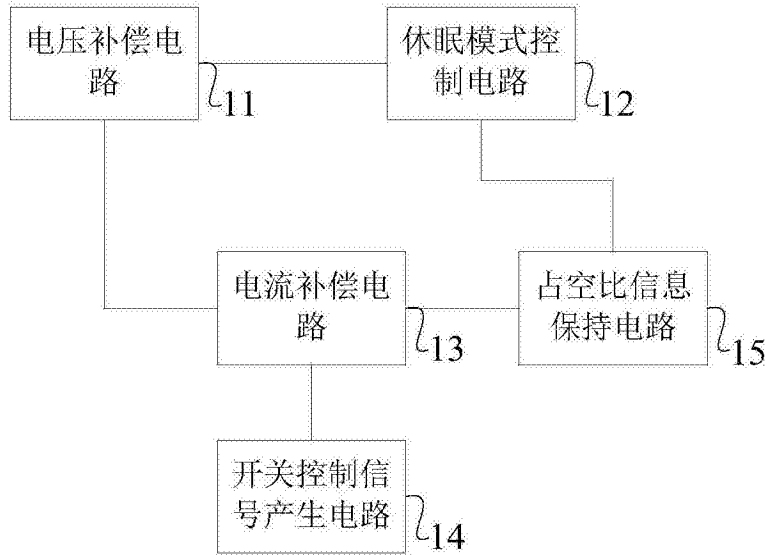 电压补偿电
路
11
休眠模式控
制电路
12
电流补偿电
路
13
占空比信息
保持电路
15
开关控制信
号产生电路
14